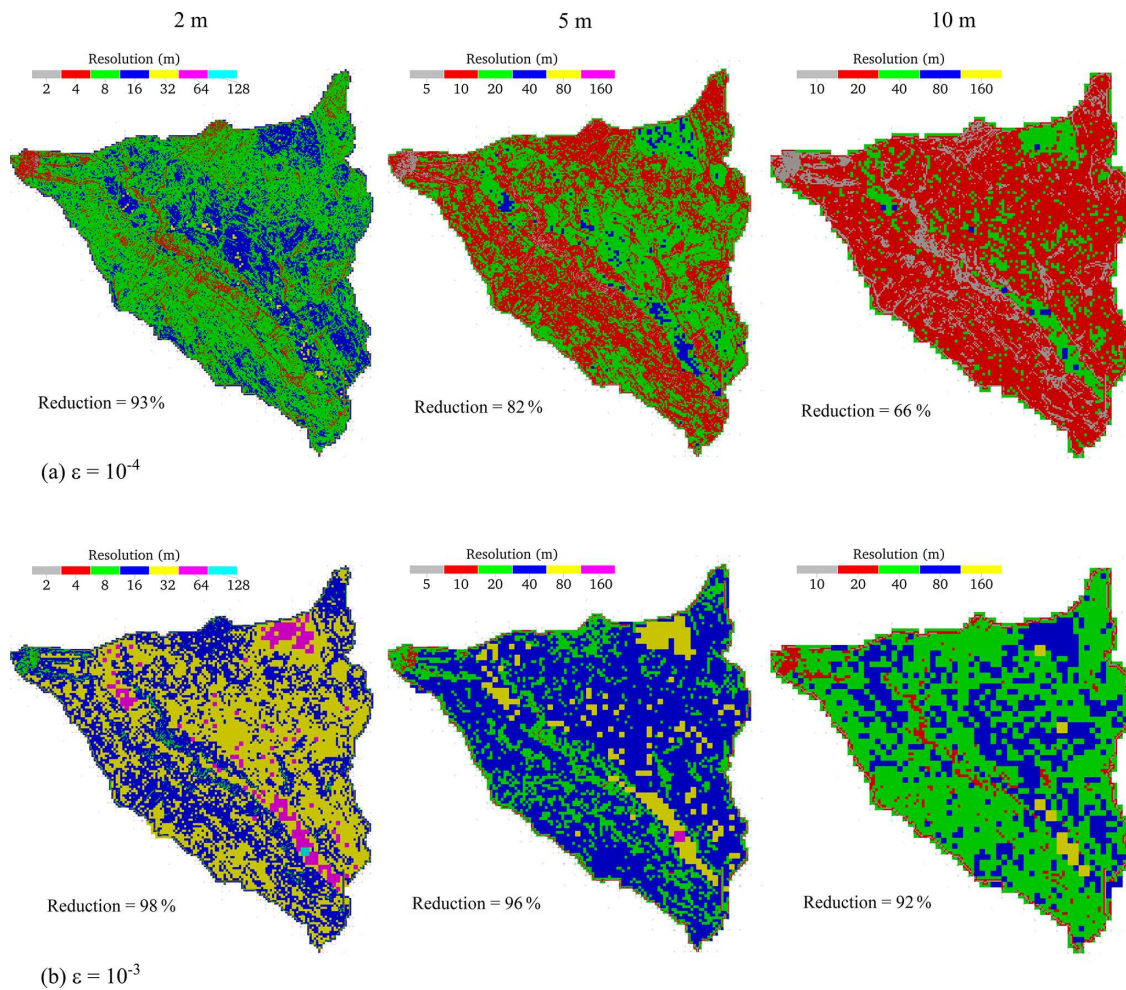 2 m 5 m 10 m
Resolution (m) Resolution (m) Resolution (m)
2 4 8 16 32 64 128 5 10 20 40 80 160 10 20 40 80 160
Reduction = 93% Reduction = 82% Reduction = 66%
(a) ε = 10⁻⁴
Resolution (m) Resolution (m) Resolution (m)
2 4 8 16 32 64 128 5 10 20 40 80 160 10 20 40 80 160
Reduction = 98% Reduction = 96% Reduction = 92%
(b) ε = 10⁻³